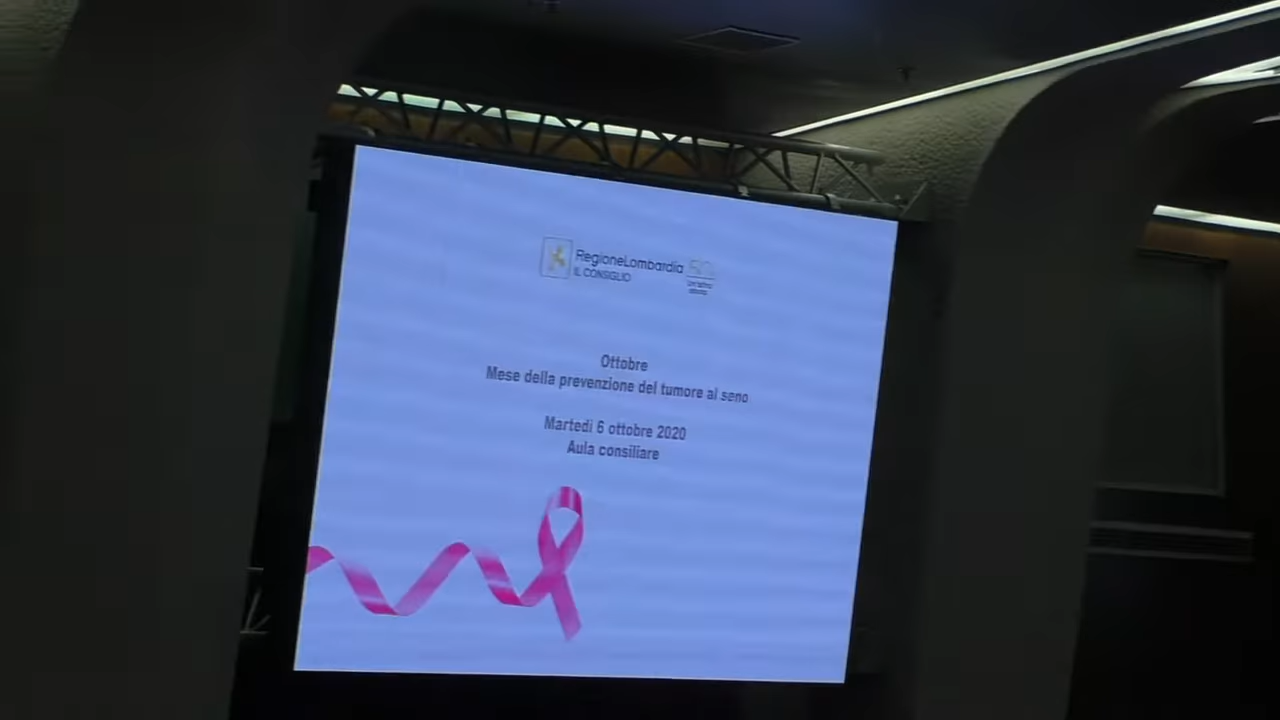 RegioneLombardia
IL CONSIGLIO
Ottobre
Mese della prevenzione del tumore al seno
Martedì 6 ottobre 2020
Aula consiliare